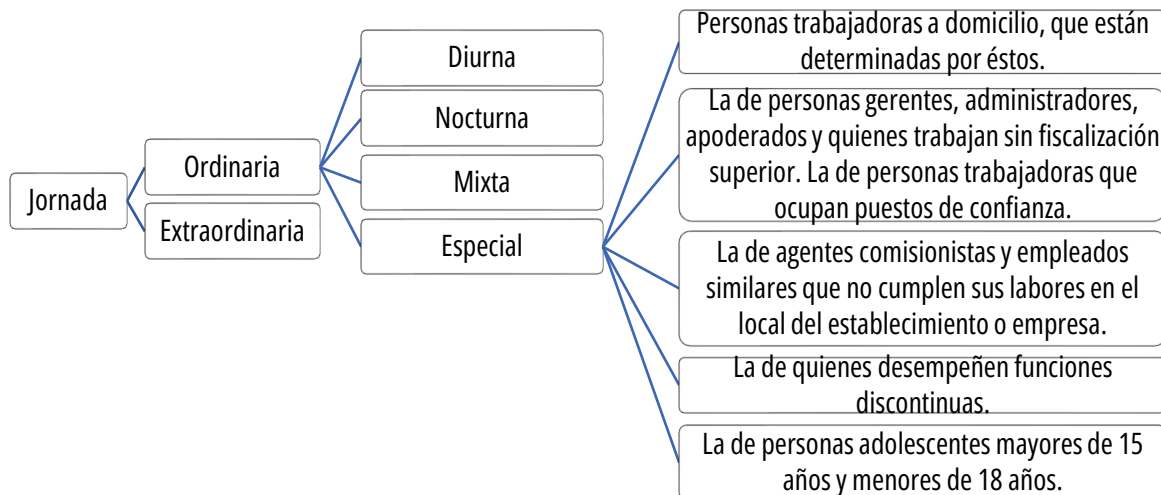 Jornada
Ordinaria
Extraordinaria
Diurna
Nocturna
Mixta
Especial
Personas trabajadoras a domicilio, que están
determinadas por éstos.
La de personas gerentes, administradores,
apoderados y quienes trabajan sin fiscalización
superior. La de personas trabajadoras que
ocupan puestos de confianza.
La de agentes comisionistas y empleados
similares que no cumplen sus labores en el
local del establecimiento o empresa.
La de quienes desempeñen funciones
discontinuas.
La de personas adolescentes mayores de 15
años y menores de 18 años.